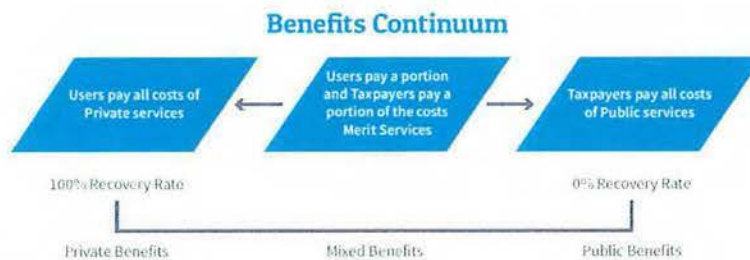 Benefits Continuum
Users pay all costs of
Private services
Users pay a portion
and Taxpayers pay a
portion of the costs
Merit Services
Taxpayers pay all costs
of Public services
100% Recovery Rate
0% Recovery Rate
Private Benefits
Mixed Benefits
Public Benefits